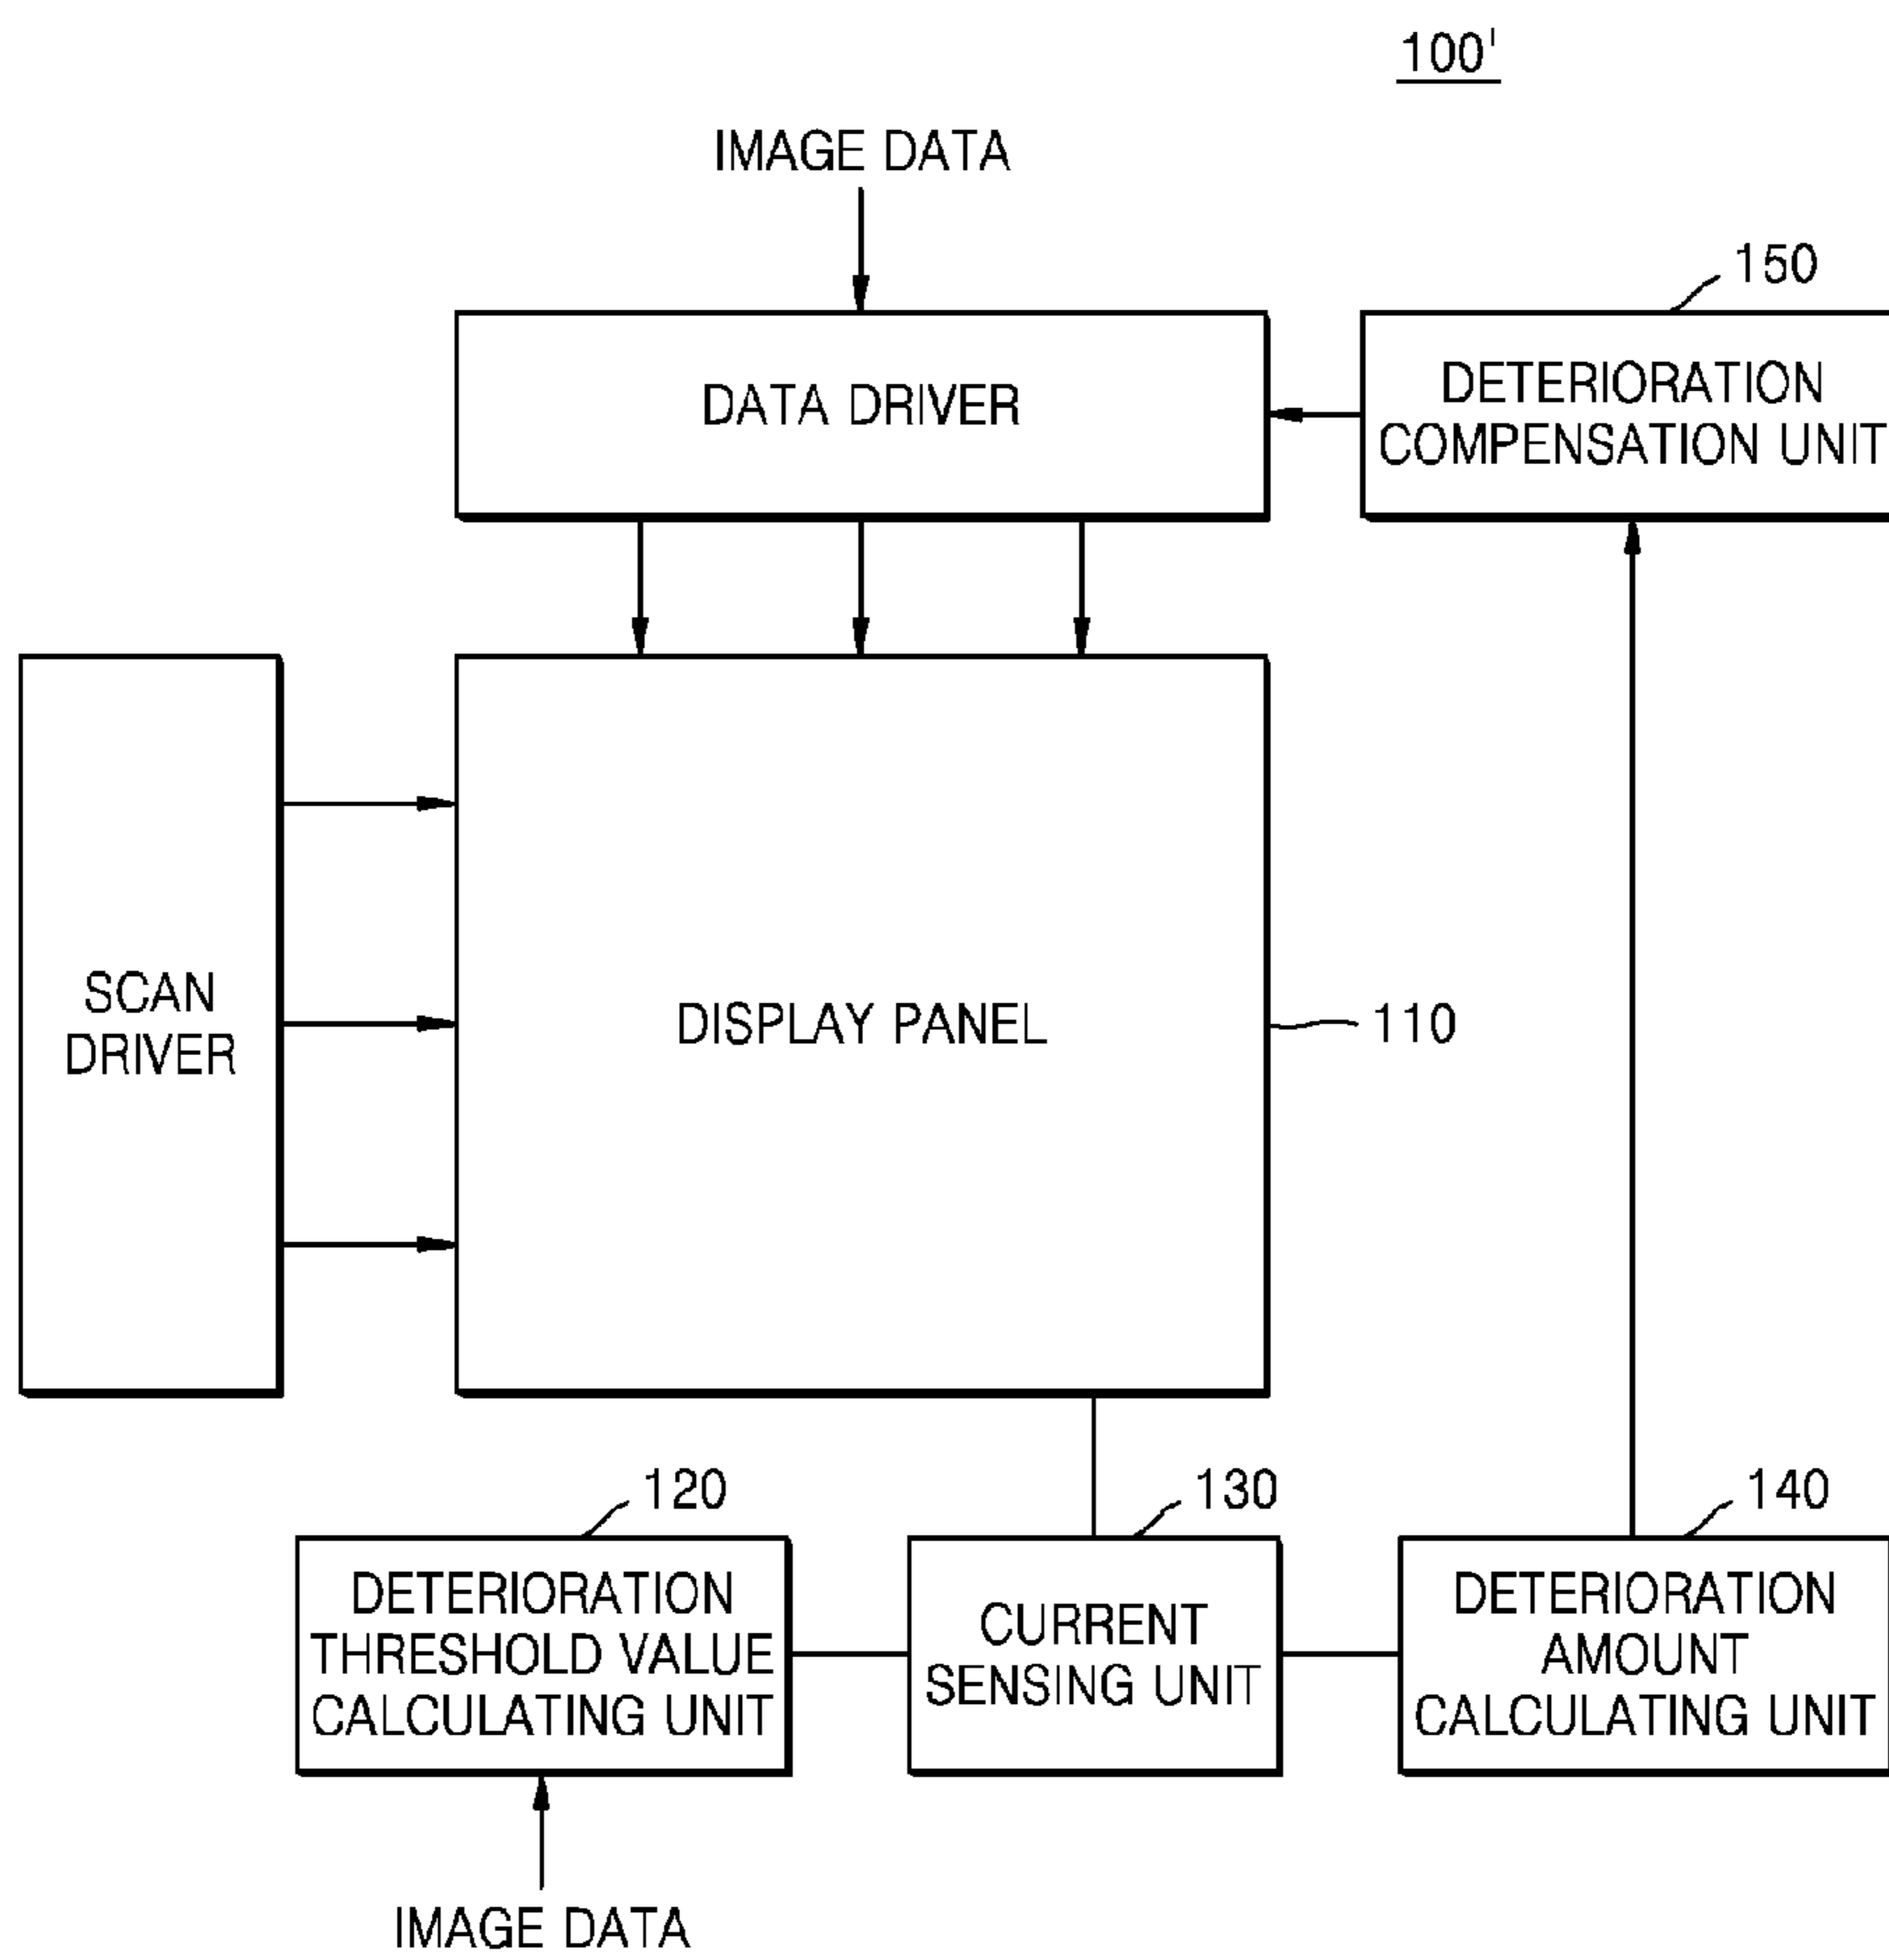 100'
IMAGE DATA
150
DATA DRIVER
DETERIORATION
COMPENSATION UNIT
SCAN
DRIVER
DISPLAY PANEL
110
120
130
140
DETERIORATION
THRESHOLD VALUE
CALCULATING UNIT
CURRENT
SENSING UNIT
DETERIORATION
AMOUNT
CALCULATING UNIT
IMAGE DATA